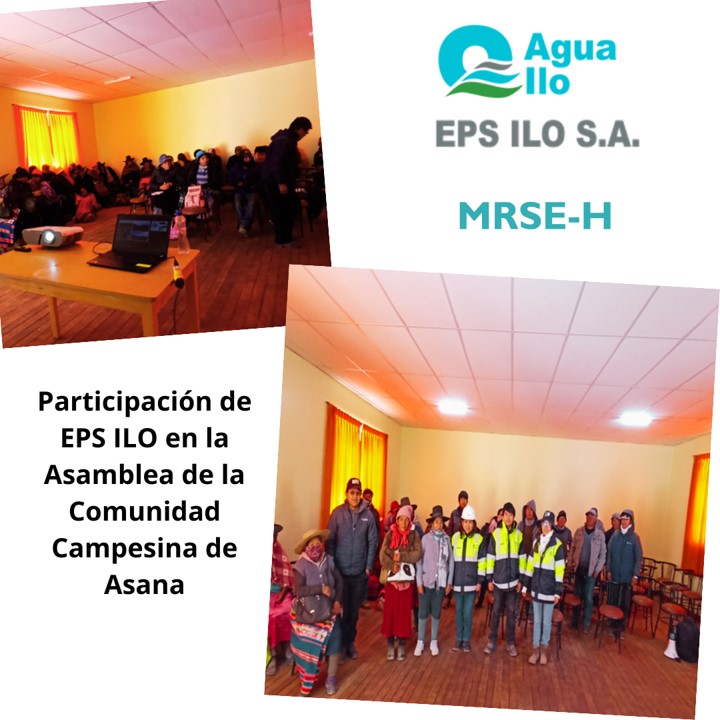 Agua
Ilo
EPS ILO S.A.
MRSE-H
Participación de
EPS ILO en la
Asamblea de la
Comunidad
Campesina de
Asana